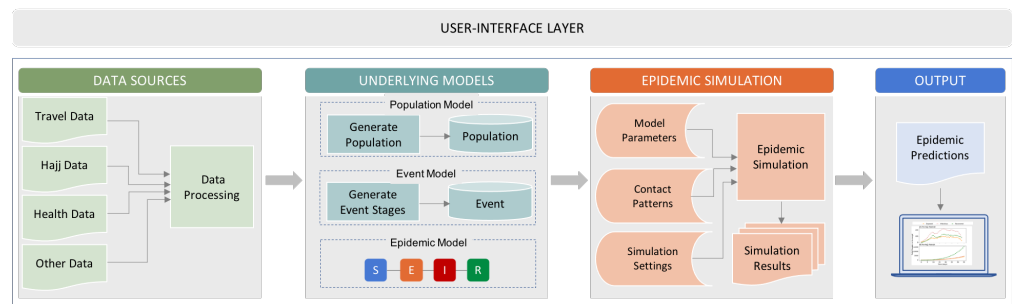 USER-INTERFACE LAYER
DATA SOURCES
Travel Data
Hajj Data
Health Data
Other Data
Data
Processing
UNDERLYING MODELS
Population Model
Generate
Population
Population
Event Model
Generate
Event Stages
Event
Epidemic Model
S E I R
EPIDEMIC SIMULATION
Model
Parameters
Contact
Patterns
Simulation
Settings
Epidemic
Simulation
Simulation
Results
OUTPUT
Epidemic
Predictions